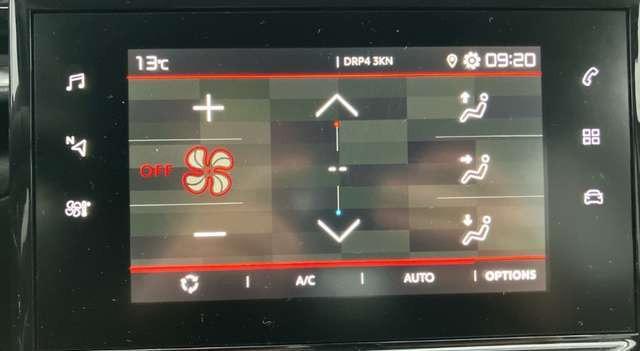 13°C | DRP4 3KN 09:20
N
OFF
--
A/C | AUTO | OPTIONS